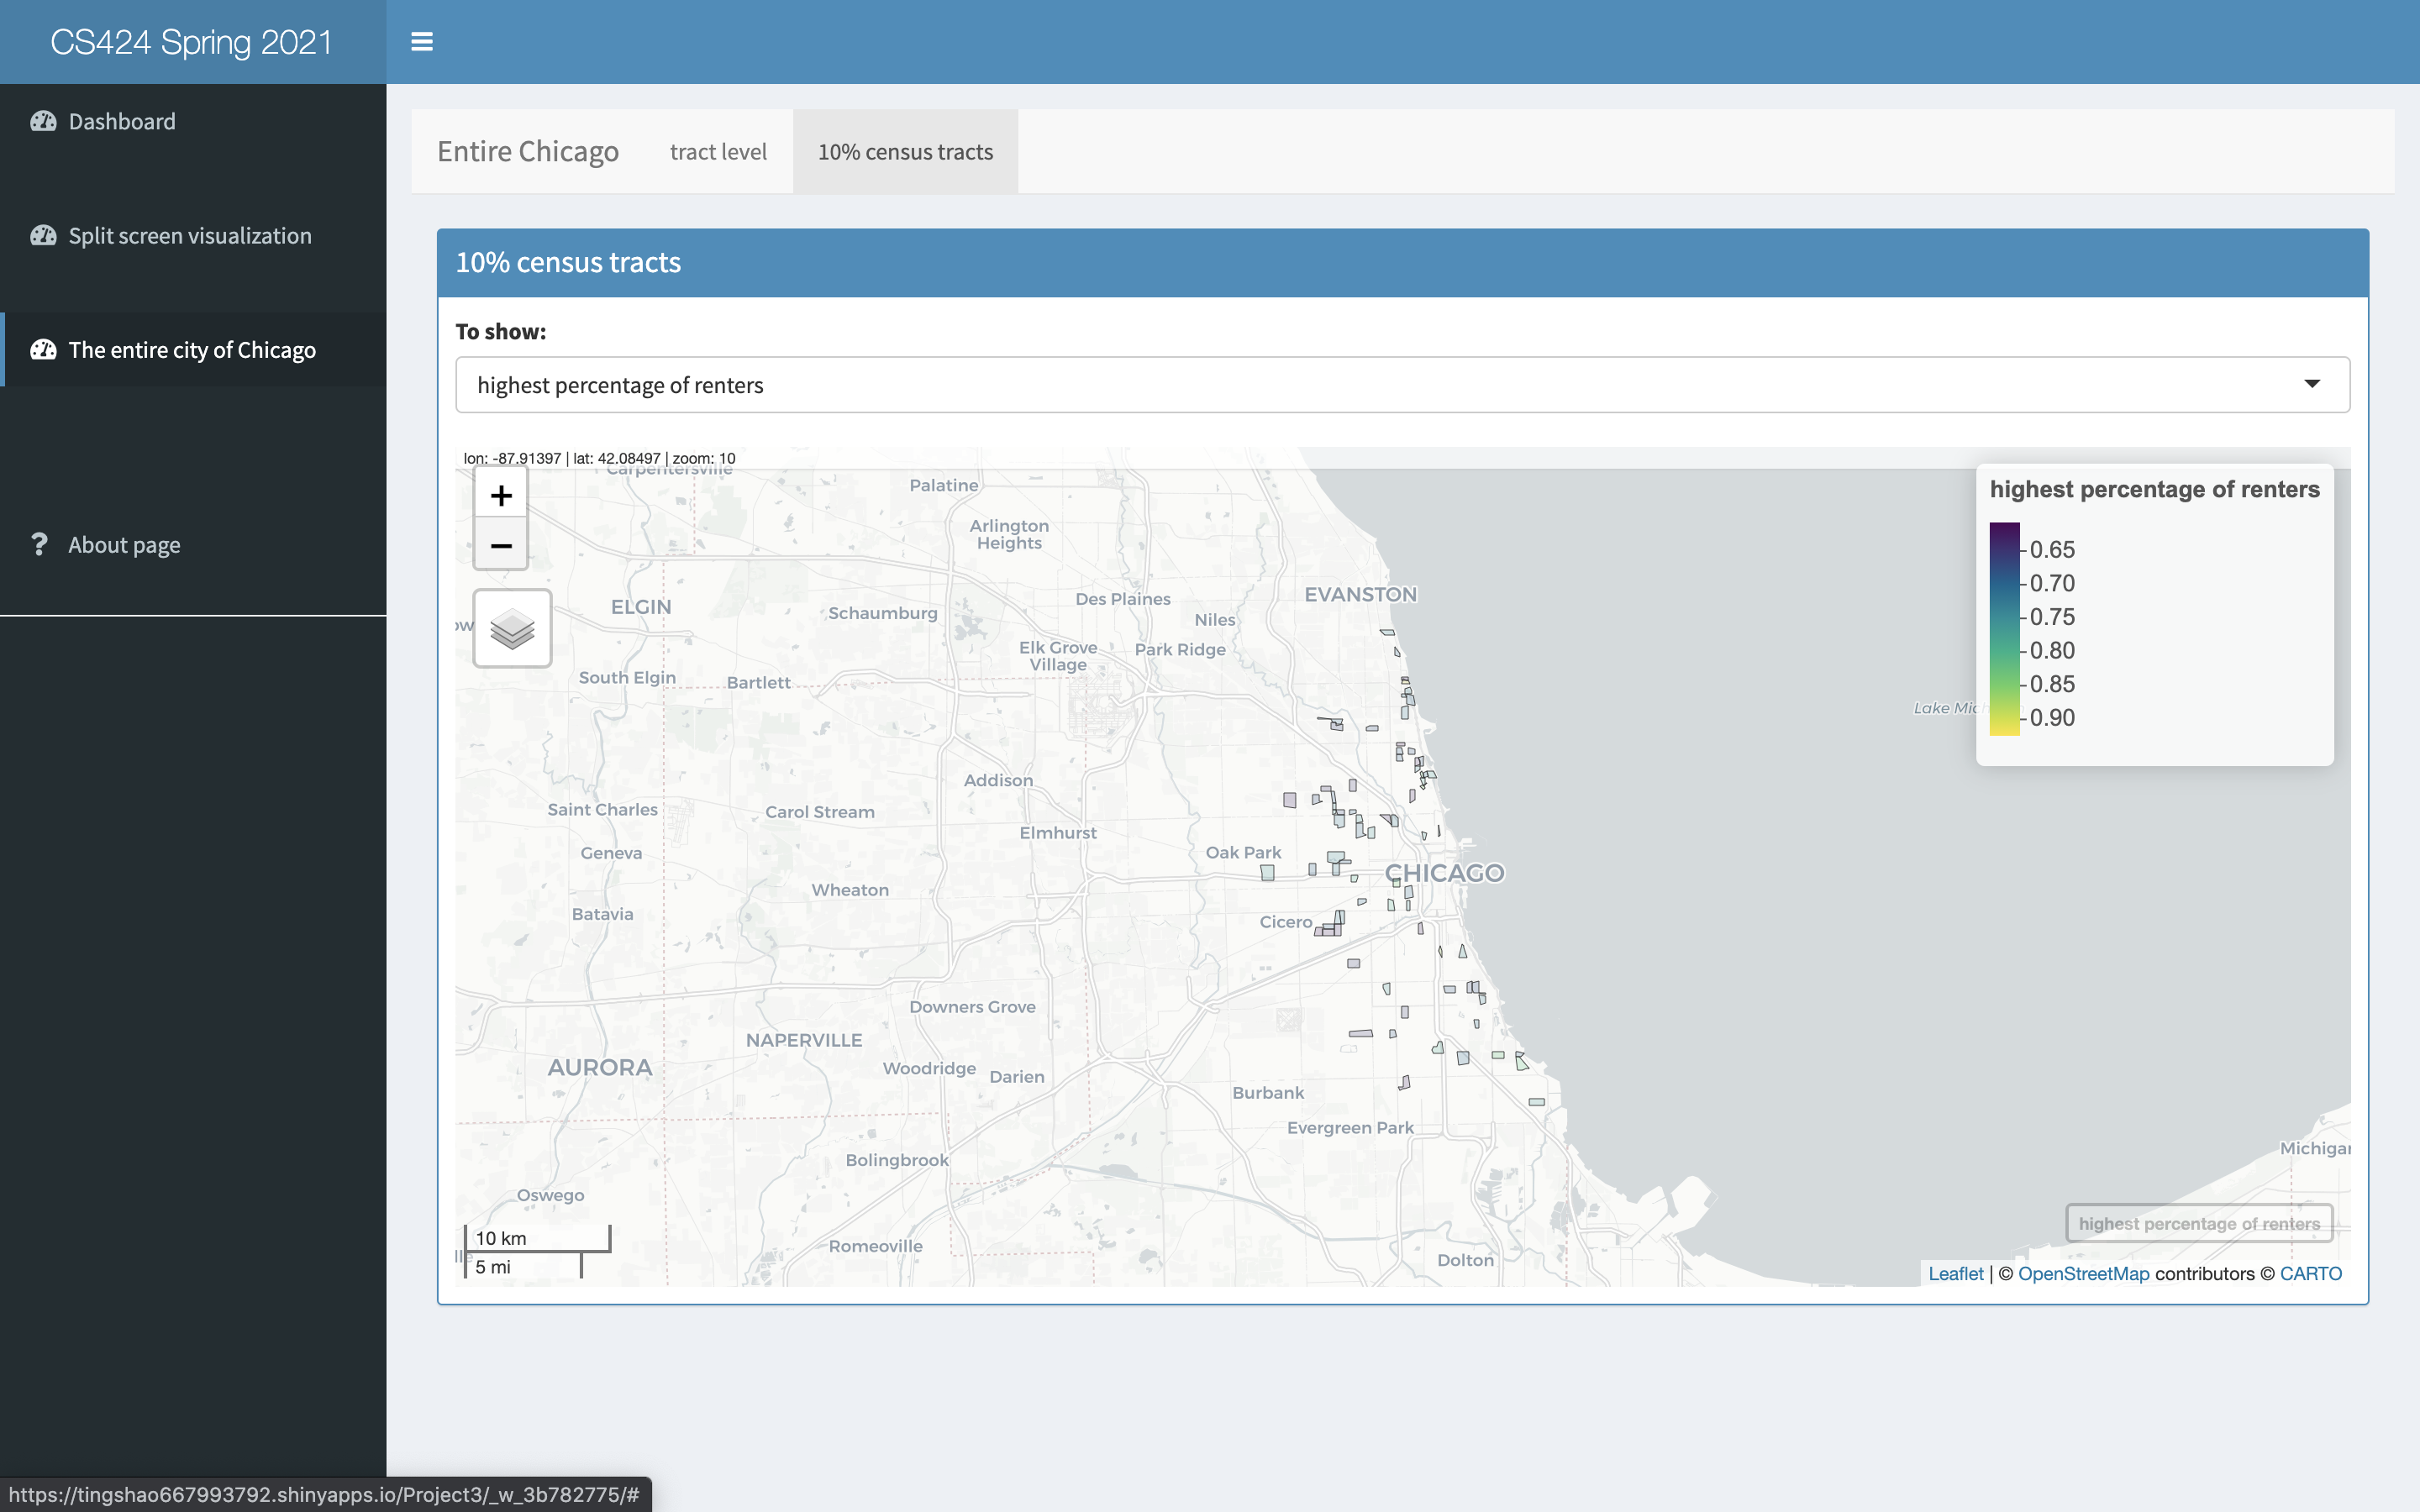 CS424 Spring 2021
Dashboard
Split screen visualization
The entire city of Chicago
About page
Entire Chicago
tract level
10% census tracts
10% census tracts
To show:
highest percentage of renters
lon: -87.91397 | lat: 42.08497 | zoom: 10
Carpentersville
+
−
highest percentage of renters
0.65
0.70
0.75
0.80
0.85
0.90
Palatine
Arlington
Heights
EVANSTON
Des Plaines
ELGIN
Schaumburg
Niles
Elk Grove
Village
Park Ridge
South Elgin
Bartlett
Lake Mich
Addison
Saint Charles
Carol Stream
Elmhurst
Geneva
Oak Park
CHICAGO
Wheaton
Batavia
Cicero
Downers Grove
NAPERVILLE
AURORA
Woodridge
Darien
Burbank
Evergreen Park
Michigan
Bolingbrook
Oswego
highest percentage of renters
10 km
5 mi
Romeoville
Dolton
Leaflet | © OpenStreetMap contributors © CARTO
https://tingshao667993792.shinyapps.io/Project3/_w_3b782775/#